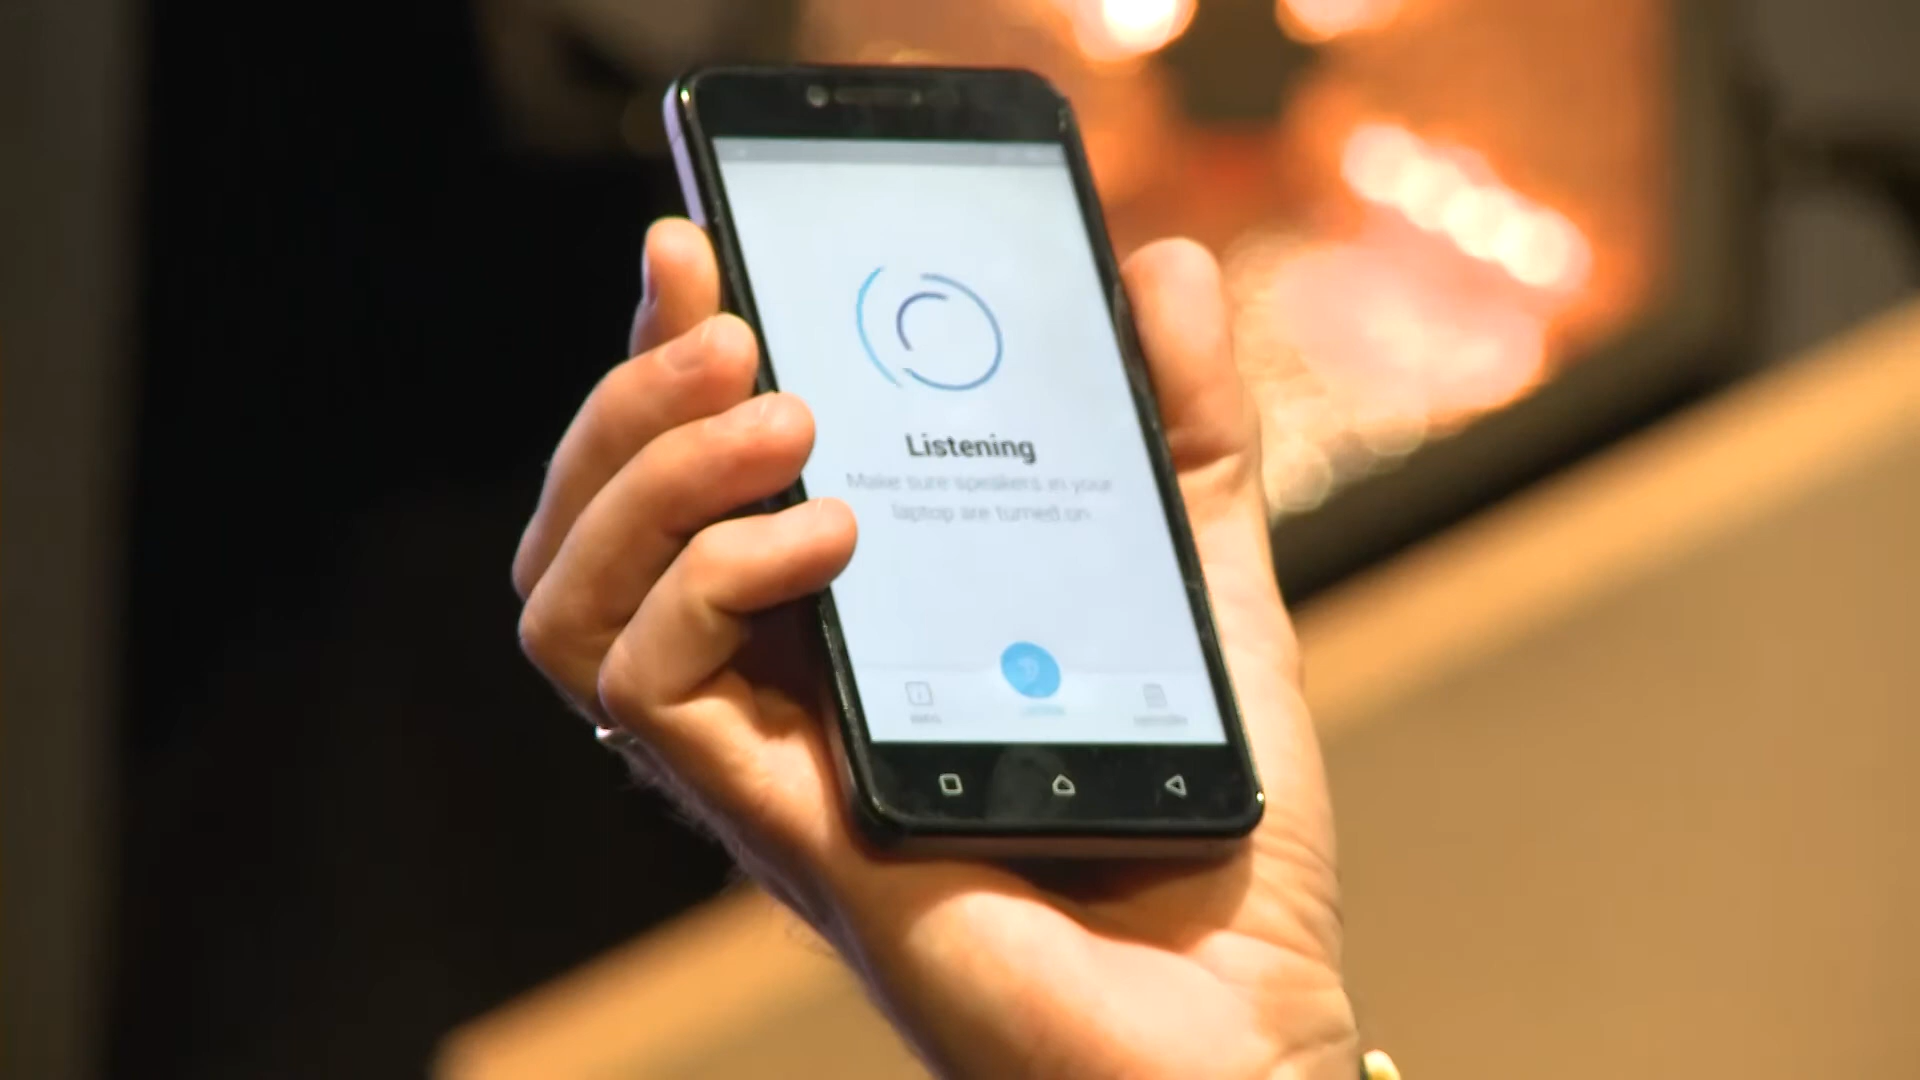 Listening
Make sure speakers in your
laptop are turned on